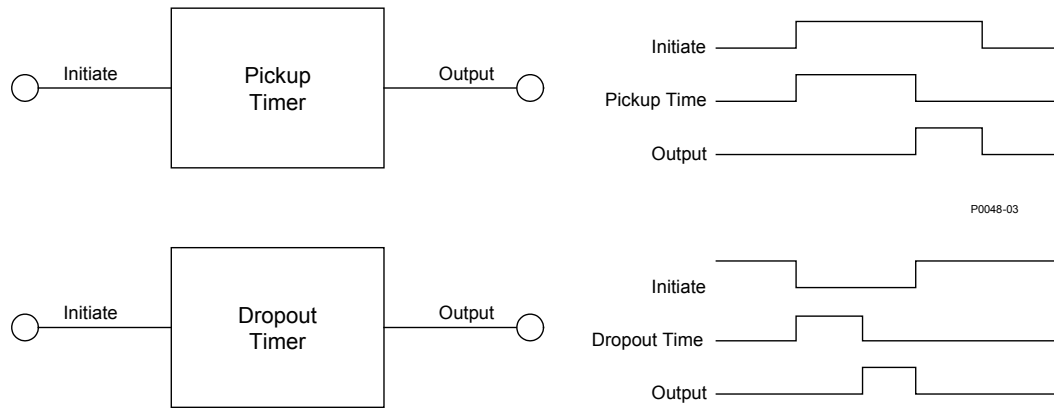 Initiate
Pickup
Timer
Output
Initiate
Pickup Time
Output
P0048-03
Initiate
Dropout
Timer
Output
Initiate
Dropout Time
Output